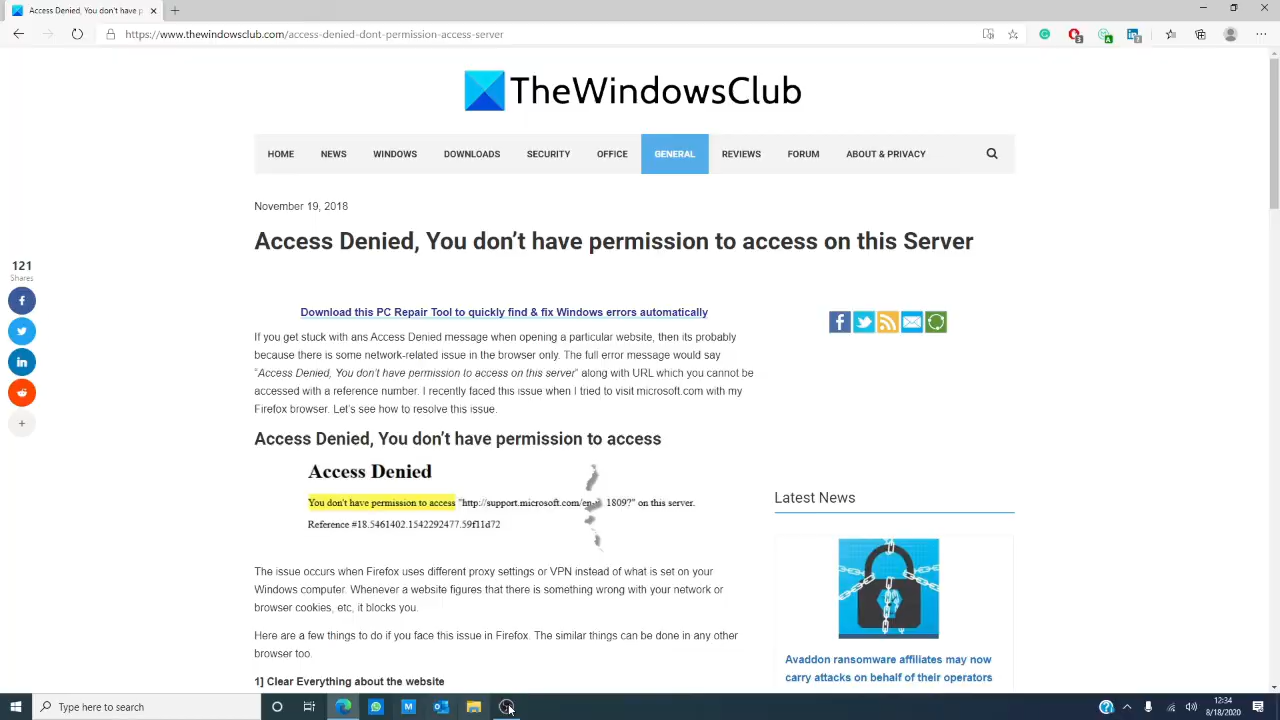 Access Denied, You don't have p
https://www.thewindowsclub.com/access-denied-dont-permission-access-server
TheWindowsClub
HOME NEWS WINDOWS DOWNLOADS SECURITY OFFICE GENERAL REVIEWS FORUM ABOUT & PRIVACY
November 19, 2018
Access Denied, You don't have permission to access on this Server
121
Shares
Download this PC Repair Tool to quickly find & fix Windows errors automatically
If you get stuck with ans Access Denied message when opening a particular website, then its probably
because there is some network-related issue in the browser only. The full error message would say
"Access Denied, You don't have permission to access on this server" along with URL which you cannot be
accessed with a reference number. I recently faced this issue when I tried to visit microsoft.com with my
Firefox browser. Let's see how to resolve this issue.
Access Denied, You don't have permission to access
Access Denied
You don't have permission to access "http://support.microsoft.com/en- 1809?" on this server.
Reference #18.5461402.1542292477.59f11d72
The issue occurs when Firefox uses different proxy settings or VPN instead of what is set on your
Windows computer. Whenever a website figures that there is something wrong with your network or
browser cookies, etc, it blocks you.
Here are a few things to do if you face this issue in Firefox. The similar things can be done in any other
browser too.
1] Clear Everything about the website
Latest News
Avaddon ransomware affiliates may now
carry attacks on behalf of their operators
Type here to search
12:34
8/18/2020